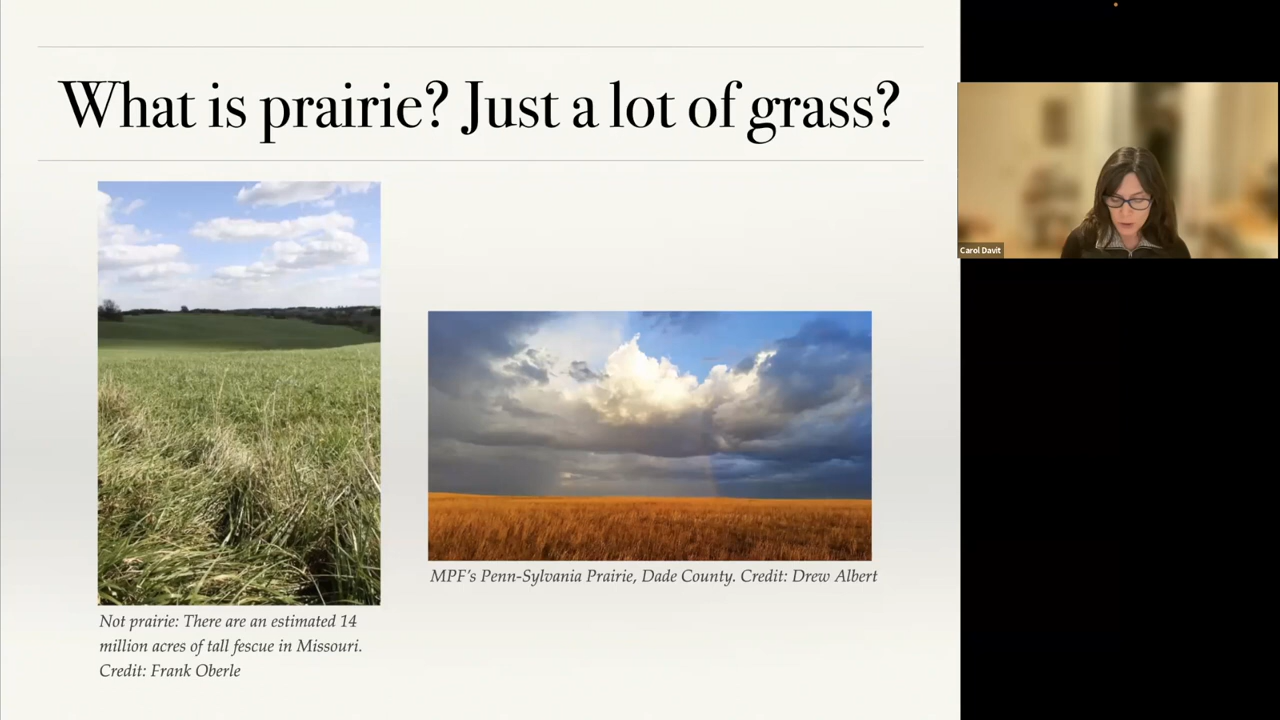 What is prairie? Just a lot of grass?
Carol Davit
MPF's Penn-Sylvania Prairie, Dade County. Credit: Drew Albert
Not prairie: There are an estimated 14
million acres of tall fescue in Missouri.
Credit: Frank Oberle